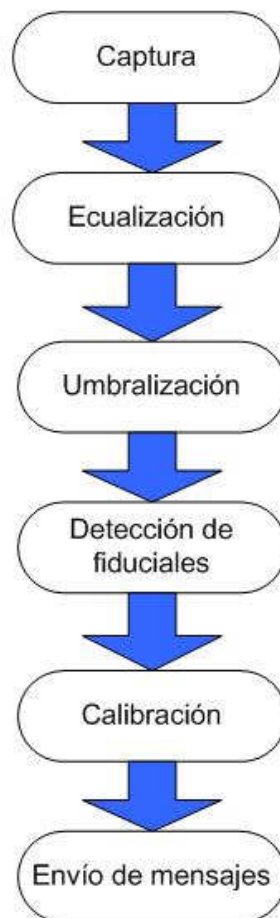 Captura
Ecualización
Umbralización
Detección de
fiduciales
Calibración
Envío de mensajes